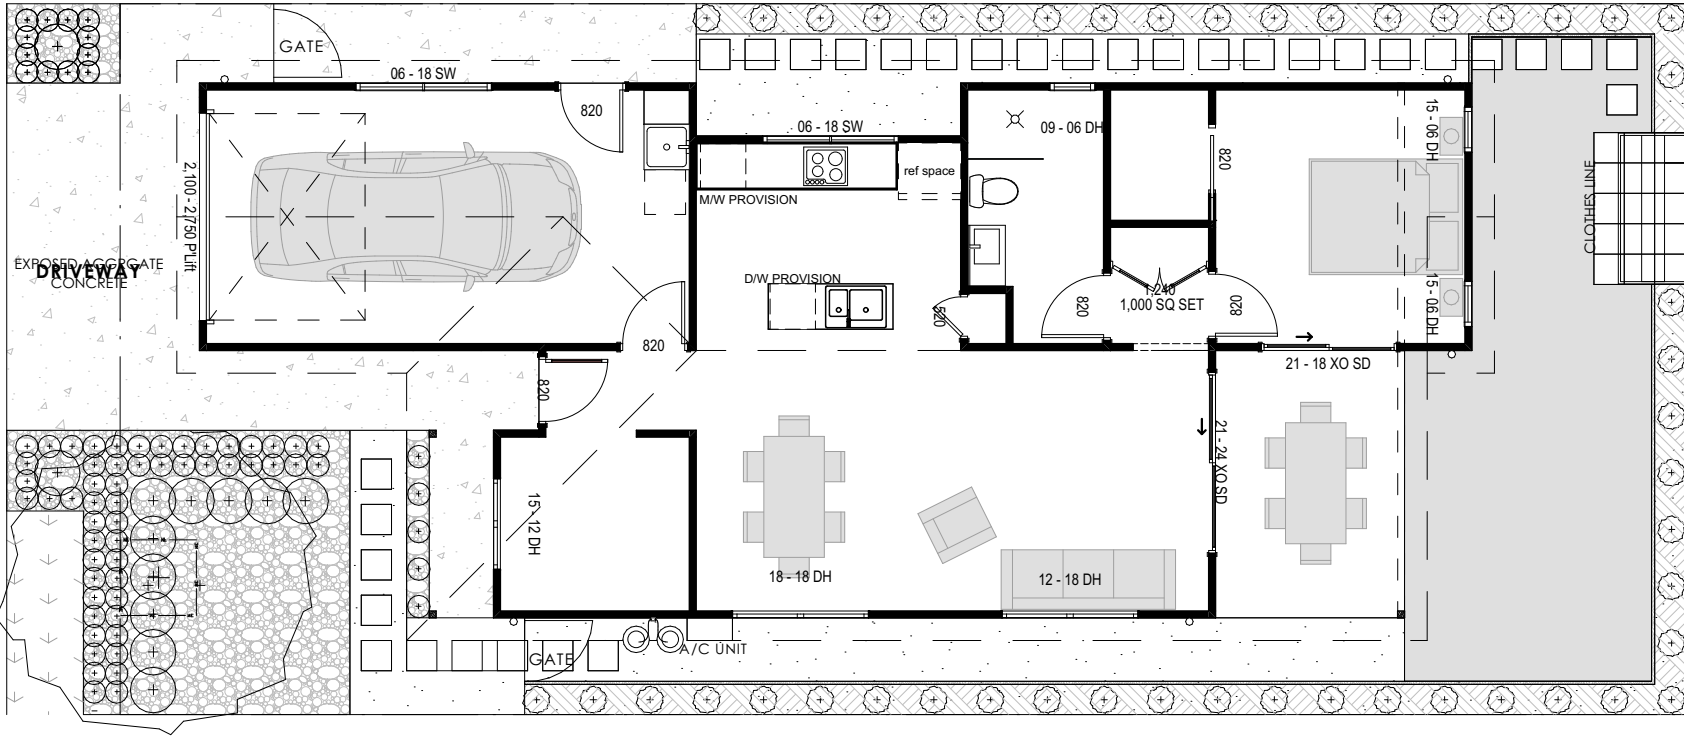 GATE
06 - 18 SW
820
06 - 18 SW
09 - 06 DH
15 - 06 DH
820
ref space
M/W PROVISION
CLOTHES LINE
2,100 - 2,750 P'Lift
EXPOSED AGGRGATE
DRIVEWAY
CONCRETE
D/W PROVISION
1,240
1,000 SQ SET
820
820
520
15 - 06 DH
820
820
21 - 18 XO SD
21 - 24 XO SD
15 - 12 DH
18 - 18 DH
12 - 18 DH
GATE
A/C UNIT